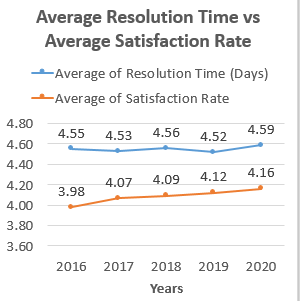 Average Resolution Time vs
Average Satisfaction Rate
Average of Resolution Time (Days)
Average of Satisfaction Rate
4.80
4.60
4.40
4.20
4.00
3.80
3.60
4.55 4.53 4.56 4.52 4.59
3.98 4.07 4.09 4.12 4.16
2016 2017 2018 2019 2020
Years